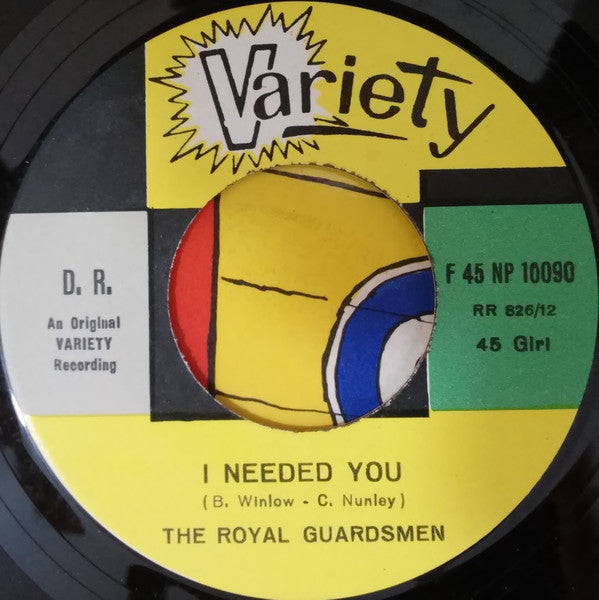 Variety
D. R.
An Original
VARIETY
Recording
F 45 NP 10090
RR 826/12
45 Giri
I NEEDED YOU
( B. Winlow - C. Nunley )
THE ROYAL GUARDSMEN